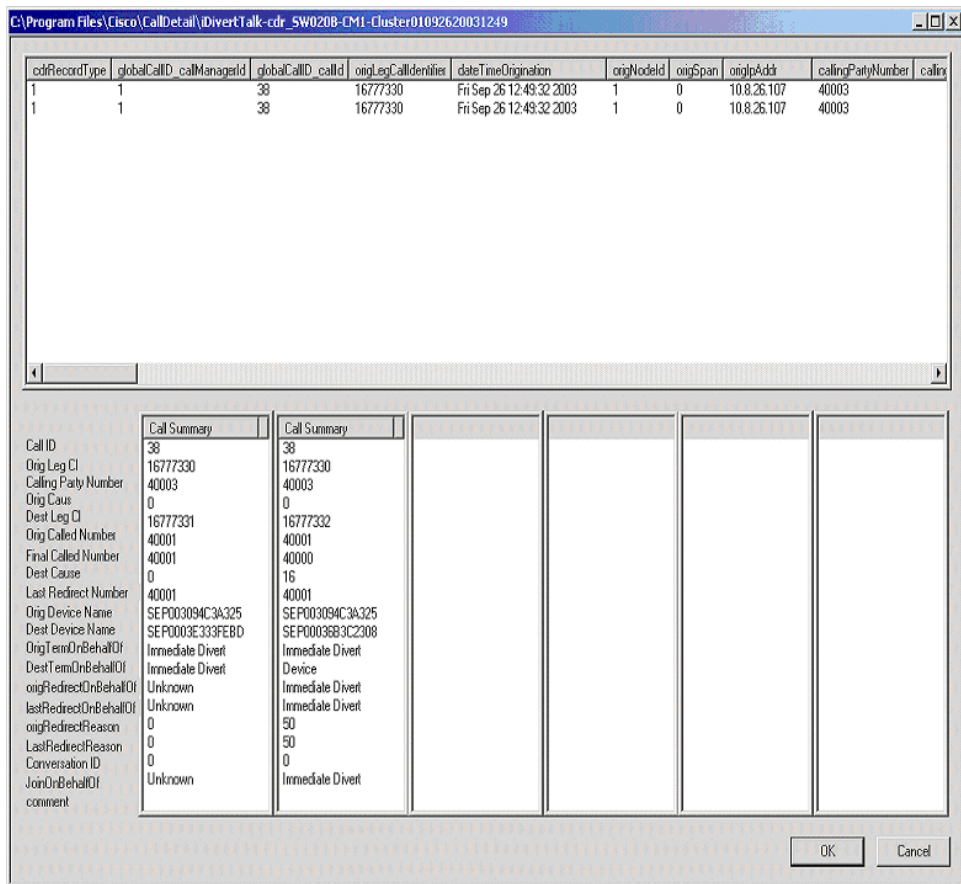 C:\Program Files\Cisco\CallDetail\iDivertTalk-cdr_SW020B-CM1-Cluster01092620031249
cdrRecordType globalCallID_callManagerId globalCallID_callId origLegCallIdentifier dateTimeOrigination origNodeId origSpan origIpAddr callingPartyNumber calling
1 1 38 16777330 Fri Sep 26 12:49:32 2003 1 0 10.8.26.107 40003
1 1 38 16777330 Fri Sep 26 12:49:32 2003 1 0 10.8.26.107 40003
Call Summary Call Summary
Call ID 38 38
Orig Leg CI 16777330 16777330
Calling Party Number 40003 40003
Orig Caus 0 0
Dest Leg CI 16777331 16777332
Orig Called Number 40001 40001
Final Called Number 40001 40000
Dest Cause 0 16
Last Redirect Number 40001 40001
Orig Device Name SEP003094C3A325 SEP003094C3A325
Dest Device Name SEP0003E333FEBD SEP00036B3C2308
OrigTermOnBehalfOf Immediate Divert Immediate Divert
DestTermOnBehalfOf Immediate Divert Device
origRedirectOnBehalfOf Unknown Immediate Divert
lastRedirectOnBehalfOf Unknown Immediate Divert
origRedirectReason 0 50
LastRedirectReason 0 50
Conversation ID 0 0
JoinOnBehalfOf Unknown Immediate Divert
comment
OK Cancel